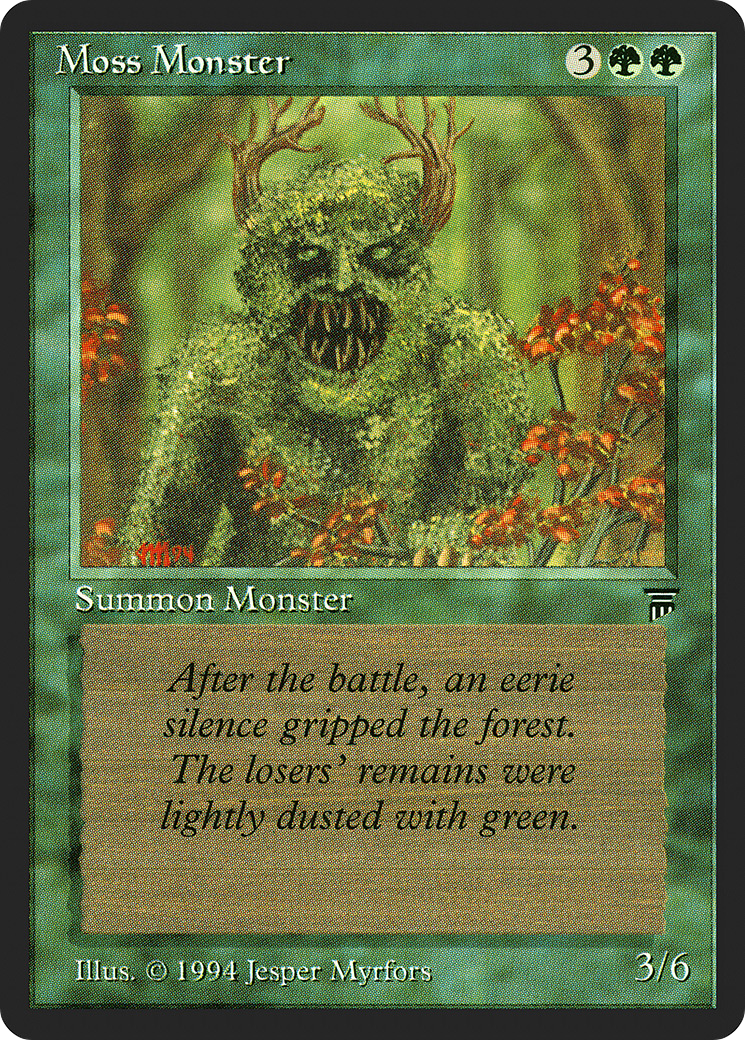 Moss Monster 3
Summon Monster
After the battle, an eerie
silence gripped the forest.
The losers' remains were
lightly dusted with green.
Illus. © 1994 Jesper Myrfors 3/6